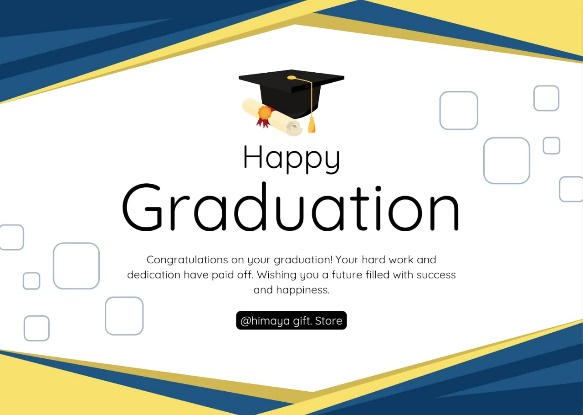 Happy
Graduation
Congratulations on your graduation! Your hard work and
dedication have paid off. Wishing you a future filled with success
and happiness.
@himaya gift. Store